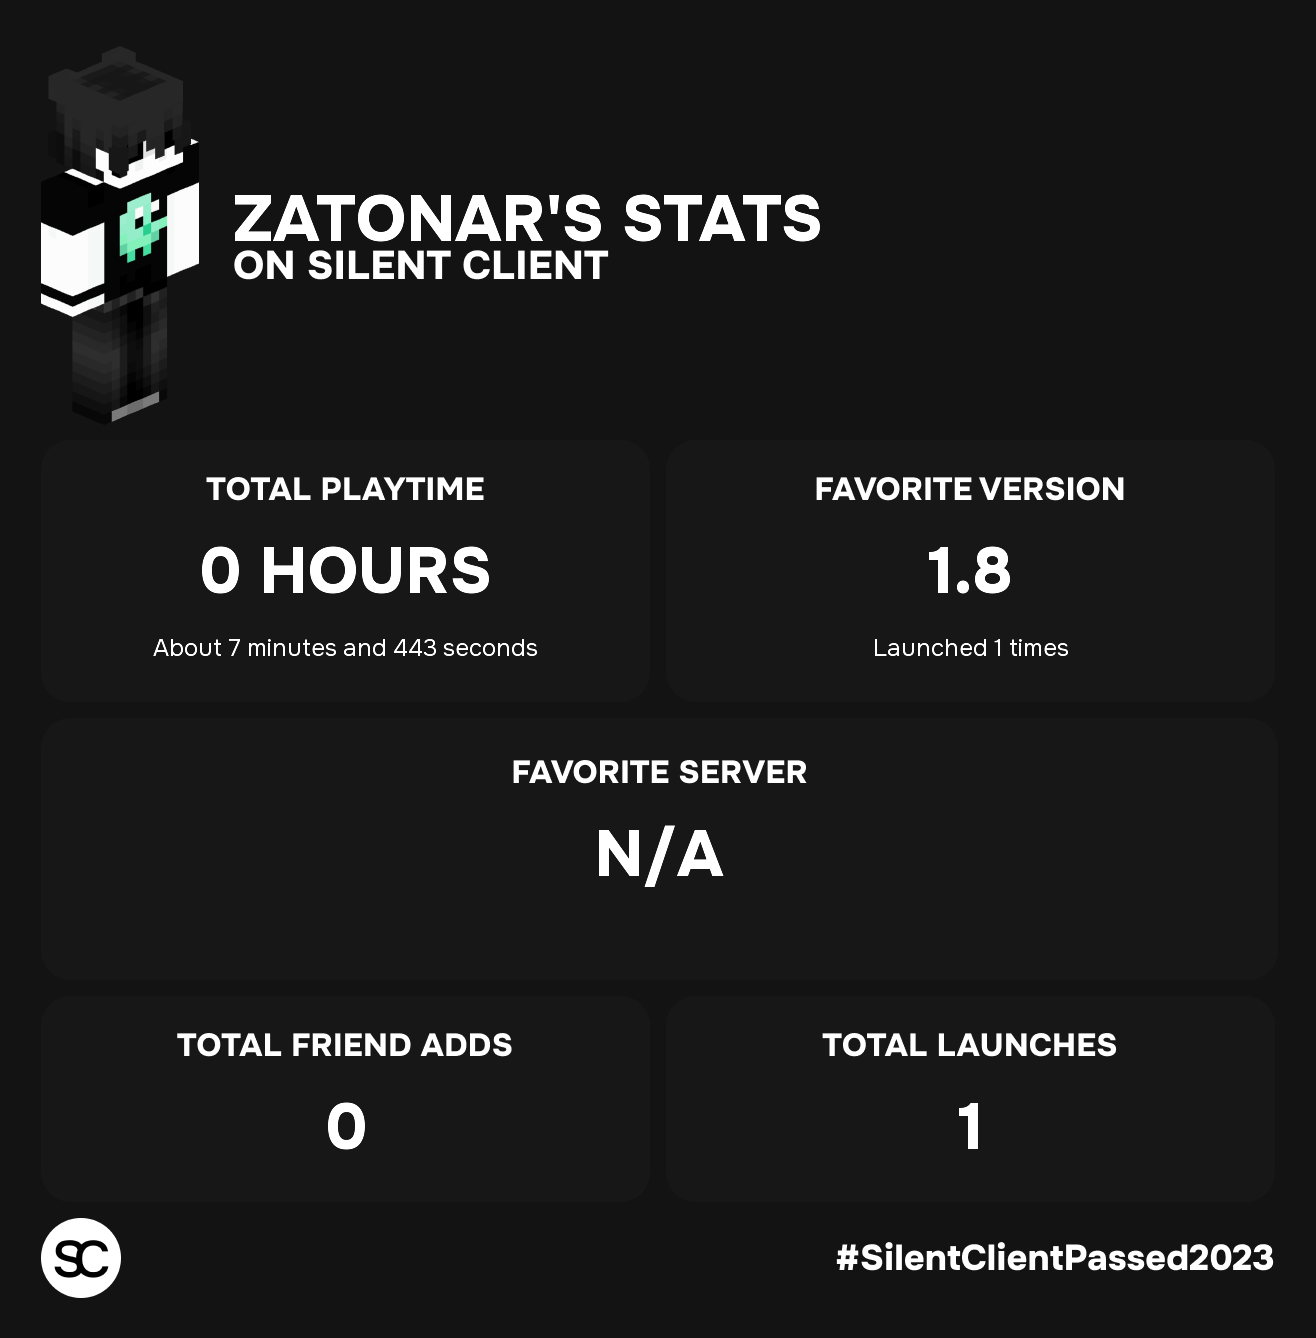 ZATONAR'S STATS
ON SILENT CLIENT
TOTAL PLAYTIME
0 HOURS
About 7 minutes and 443 seconds
FAVORITE VERSION
1.8
Launched 1 times
FAVORITE SERVER
N/A
TOTAL FRIEND ADDS
0
TOTAL LAUNCHES
1
SC
#SilentClientPassed2023